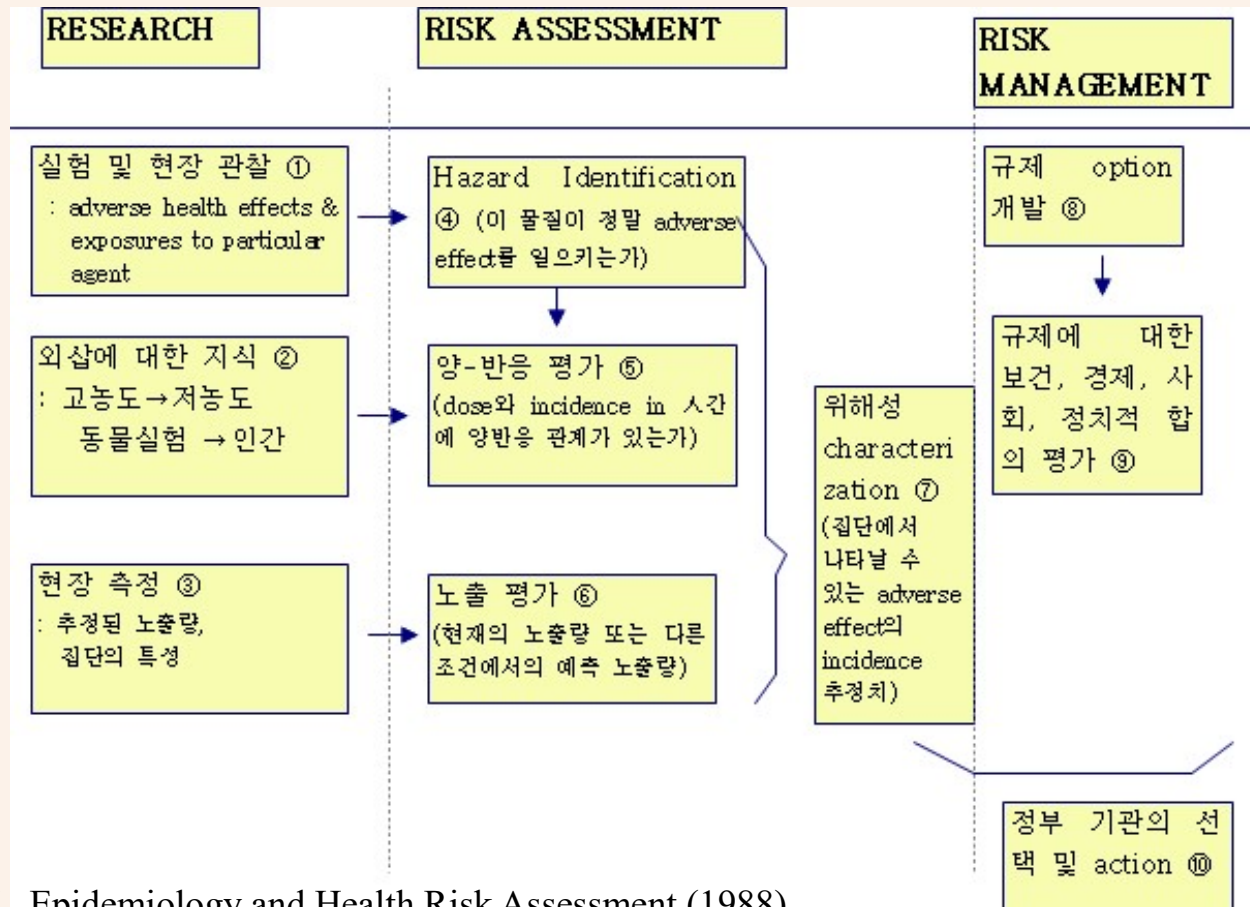 RESEARCH
RISK ASSESSMENT
RISK
MANAGEMENT
실험 및 현장 관찰 ①
: adverse health effects &
exposures to particular
agent
외삽에 대한 지식 ②
: 고농도→저농도
동물실험 →인간
현장 측정 ③
: 추정된 노출량,
집단의 특성
Hazard Identification
④ (이 물질이 정말 adverse
effect를 일으키는가)
양-반응 평가 ⑤
(dose와 incidence in 人간
에 양반응 관계가 있는가)
노출 평가 ⑥
(현재의 노출량 또는 다른
조건에서의 예측 노출량)
위해성
characteri
zation ⑦
(집단에서
나타날 수
있는 adverse
effect의
incidence
추정치)
규제 option
개발 ⑧
규제에 대한
보건, 경제, 사
회, 정치적 합
의 평가 ⑨
정부 기관의 선
택 및 action ⑩
Epidemiology and Health Risk Assessment (1988)